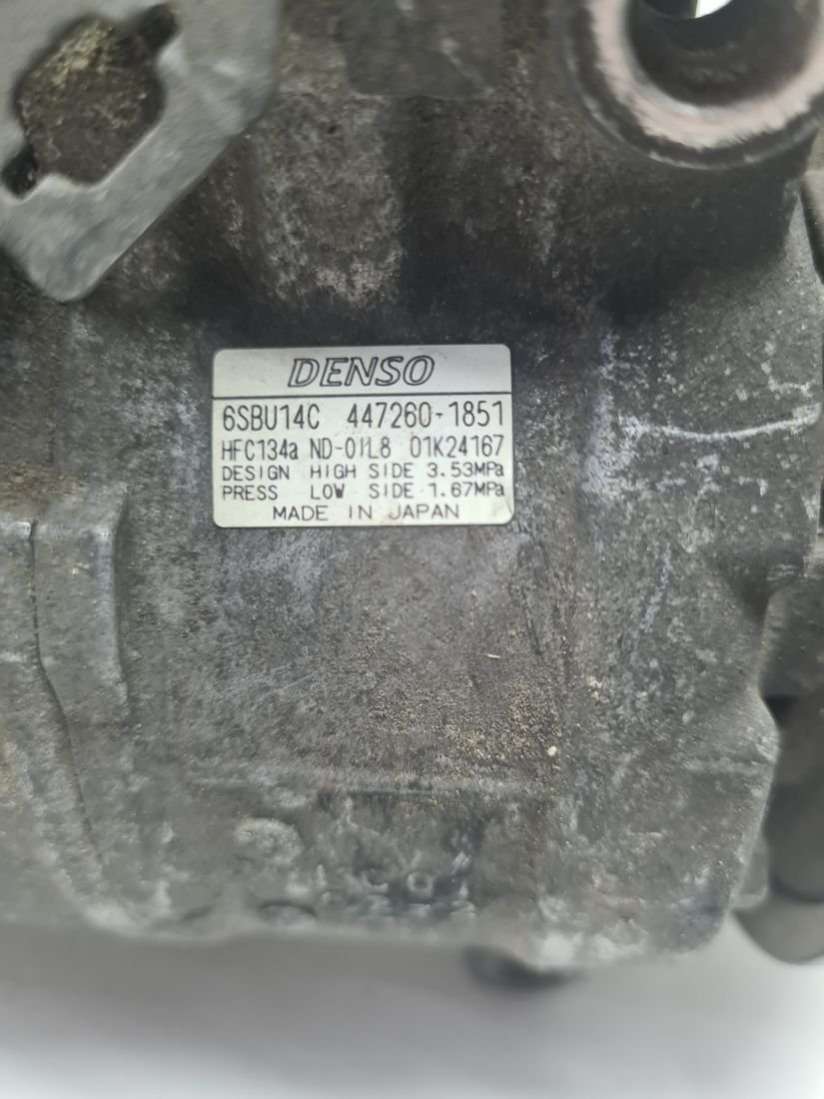 DENSO
6SBU14C 447260-1851
HFC134a ND-OIL8 01K24167
DESIGN HIGH SIDE 3.53MPa
PRESS LOW SIDE 1.67MPa
MADE IN JAPAN